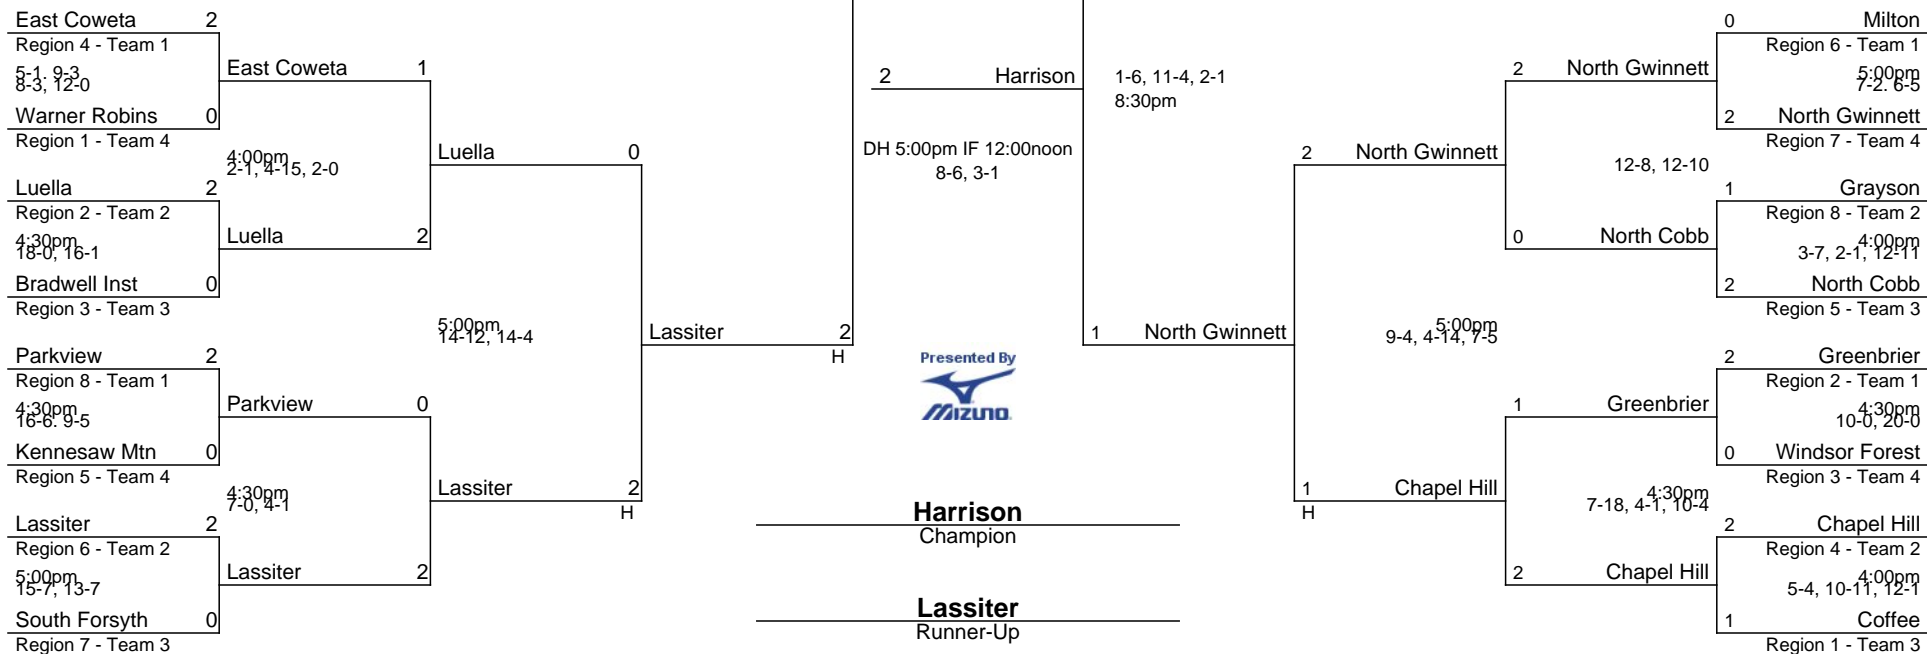 East Coweta 2
Region 4 - Team 1
5-1. 9-3
8-3, 12-0
Warner Robins 0
Region 1 - Team 4
Luella 2
Region 2 - Team 2
4:30pm
18-0, 16-1
Bradwell Inst 0
Region 3 - Team 3
Parkview 2
Region 8 - Team 1
4:30pm
16-6. 9-5
Kennesaw Mtn 0
Region 5 - Team 4
Lassiter 2
Region 6 - Team 2
5:00pm
15-7, 13-7
South Forsyth 0
Region 7 - Team 3
East Coweta 1
4:00pm
2-1, 4-15, 2-0
Luella 2
Parkview 0
4:30pm
7-0, 4-1
Lassiter 2
Luella 0
5:00pm
14-12, 14-4
Lassiter 2
H
Lassiter 2
H
2 Harrison
DH 5:00pm IF 12:00noon
8-6, 3-1
Presented By
MIZUNO
Harrison
Champion
Lassiter
Runner-Up
1-6, 11-4, 2-1
8:30pm
1 North Gwinnett
2 North Gwinnett
5:00pm
9-4, 4-14, 7-5
1 Chapel Hill
H
2 North Gwinnett
12-8, 12-10
0 North Cobb
1 Greenbrier
4:30pm
7-18, 4-1, 10-4
2 Chapel Hill
0 Milton
Region 6 - Team 1
5:00pm
7-2. 6-5
2 North Gwinnett
Region 7 - Team 4
1 Grayson
Region 8 - Team 2
4:00pm
3-7, 2-1, 12-11
2 North Cobb
Region 5 - Team 3
2 Greenbrier
Region 2 - Team 1
4:30pm
10-0, 20-0
0 Windsor Forest
Region 3 - Team 4
2 Chapel Hill
Region 4 - Team 2
4:00pm
5-4, 10-11, 12-1
1 Coffee
Region 1 - Team 3